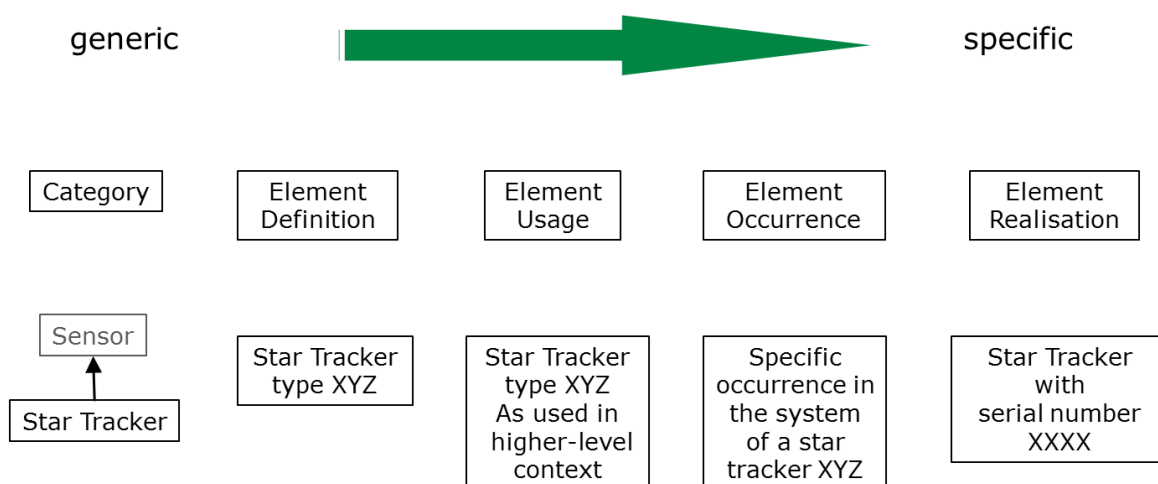 generic
specific
Category
Element
Definition
Element
Usage
Element
Occurrence
Element
Realisation
Sensor
Star Tracker
Star Tracker
type XYZ
Star Tracker
type XYZ
As used in
higher-level
context
Specific
occurrence in
the system
of a star
tracker XYZ
Star Tracker
with
serial number
XXXX